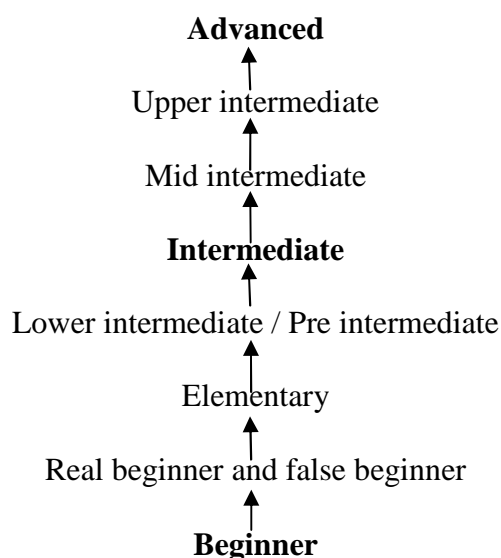 Advanced
Upper intermediate
Mid intermediate
Intermediate
Lower intermediate / Pre intermediate
Elementary
Real beginner and false beginner
Beginner